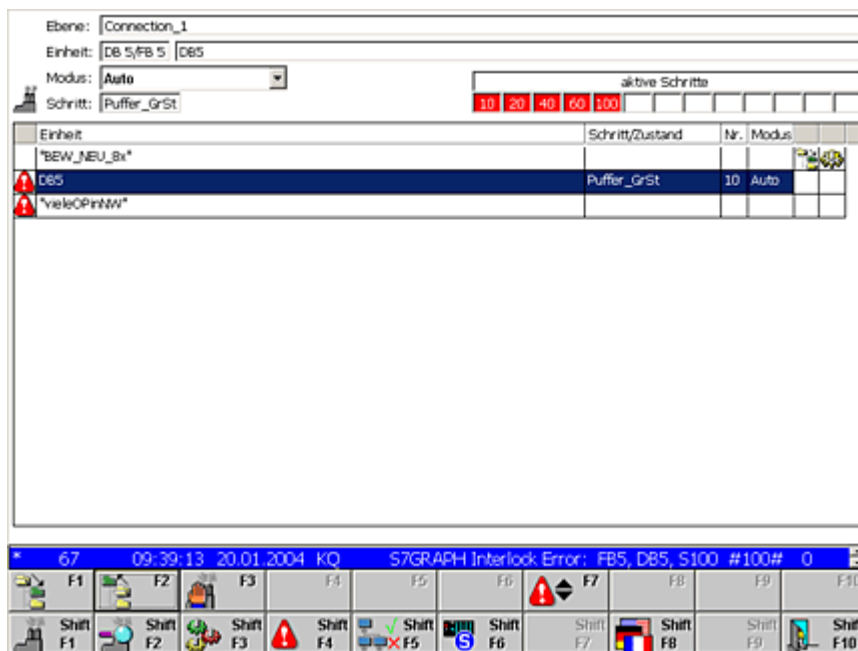 Ebene: Connection_1
Einheit: DB 5/FB 5 DB5
Modus: Auto
aktive Schritte
Schritt: Puffer_GrSt 10 20 40 60 100
Einheit Schritt/Zustand Nr. Modus
"BEW_NEU_8x"
DB5 Puffer_GrSt 10 Auto
"vieleOPinNW"
* 67 09:39:13 20.01.2004 KQ S7GRAPH Interlock Error: FB5, DB5, S100 #100# 0
F1 F2 F3 F4 F5 F6 F7 F8 F9 F10
Shift Shift Shift Shift Shift Shift Shift Shift Shift Shift
F1 F2 F3 F4 F5 S F6 F7 F8 F9 F10